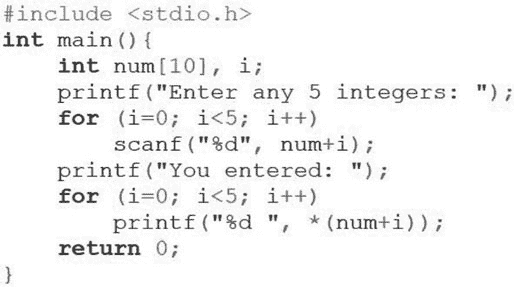 #include <stdio.h>
int main(){
    int num[10], i;
    printf("Enter any 5 integers: ");
    for (i=0; i<5; i++)
        scanf("%d", num+i);
    printf("You entered: ");
    for (i=0; i<5; i++)
        printf("%d ", *(num+i));
    return 0;
}